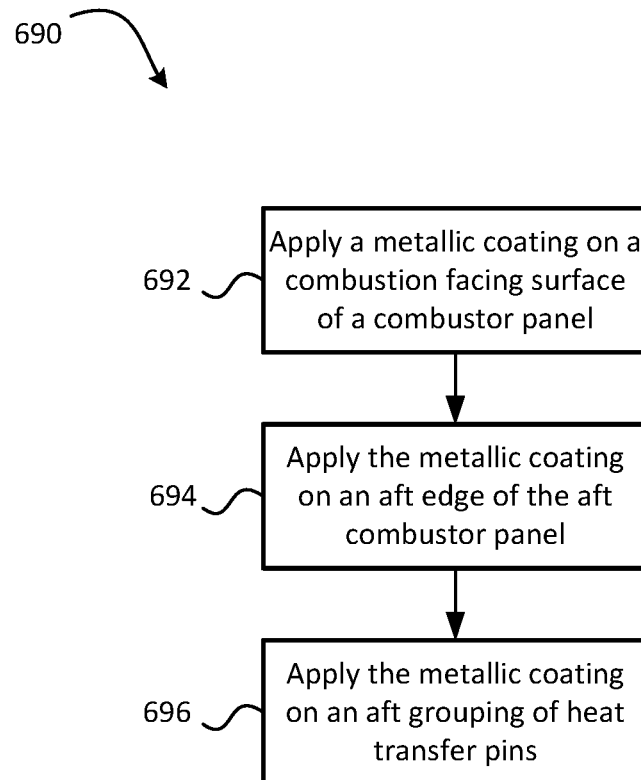 690
692
Apply a metallic coating on a
combustion facing surface
of a combustor panel
694
Apply the metallic coating
on an aft edge of the aft
combustor panel
696
Apply the metallic coating
on an aft grouping of heat
transfer pins